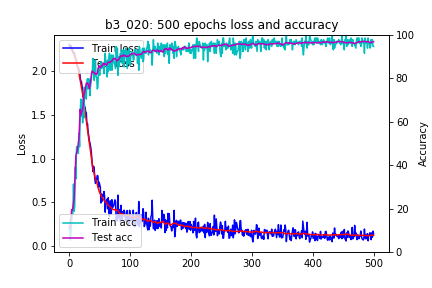 b3_020: 500 epochs loss and accuracy
Train loss
Test loss
Train acc
Test acc
Loss
Accuracy
2.0
1.5
1.0
0.5
0.0
100
80
60
40
20
0
0
100
200
300
400
500